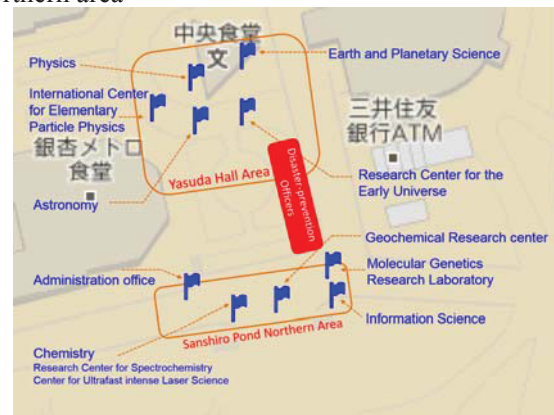 rthern area
中央食堂
文
Physics
Earth and Planetary Science
International Center
for Elementary
Particle Physics
三井住友
銀行ATM
銀杏メトロ
食堂
Disaster-prevention
Officers
Yasuda Hall Area
Research Center for the
Early Universe
Astronomy
Geochemical Research center
Molecular Genetics
Research Laboratory
Administration office
Information Science
Sanshiro Pond Northern Area
Chemistry
Research Center for Spectrochemistry
Center for Ultrafast intense Laser Science